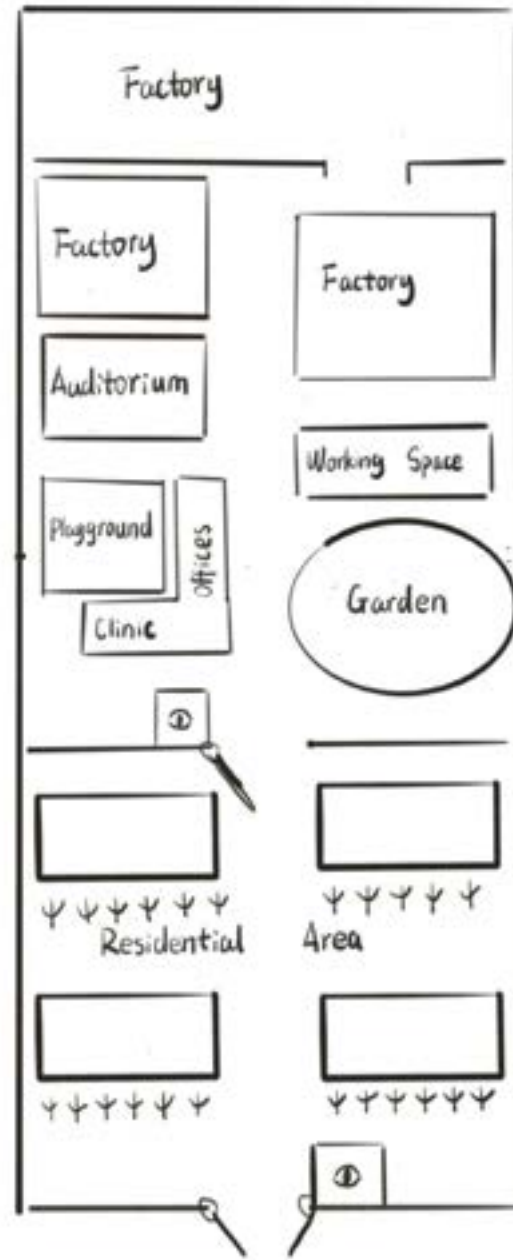 Factory
Factory
Factory
Auditorium
Working Space
Playground
Offices
Garden
Clinic
Residential Area